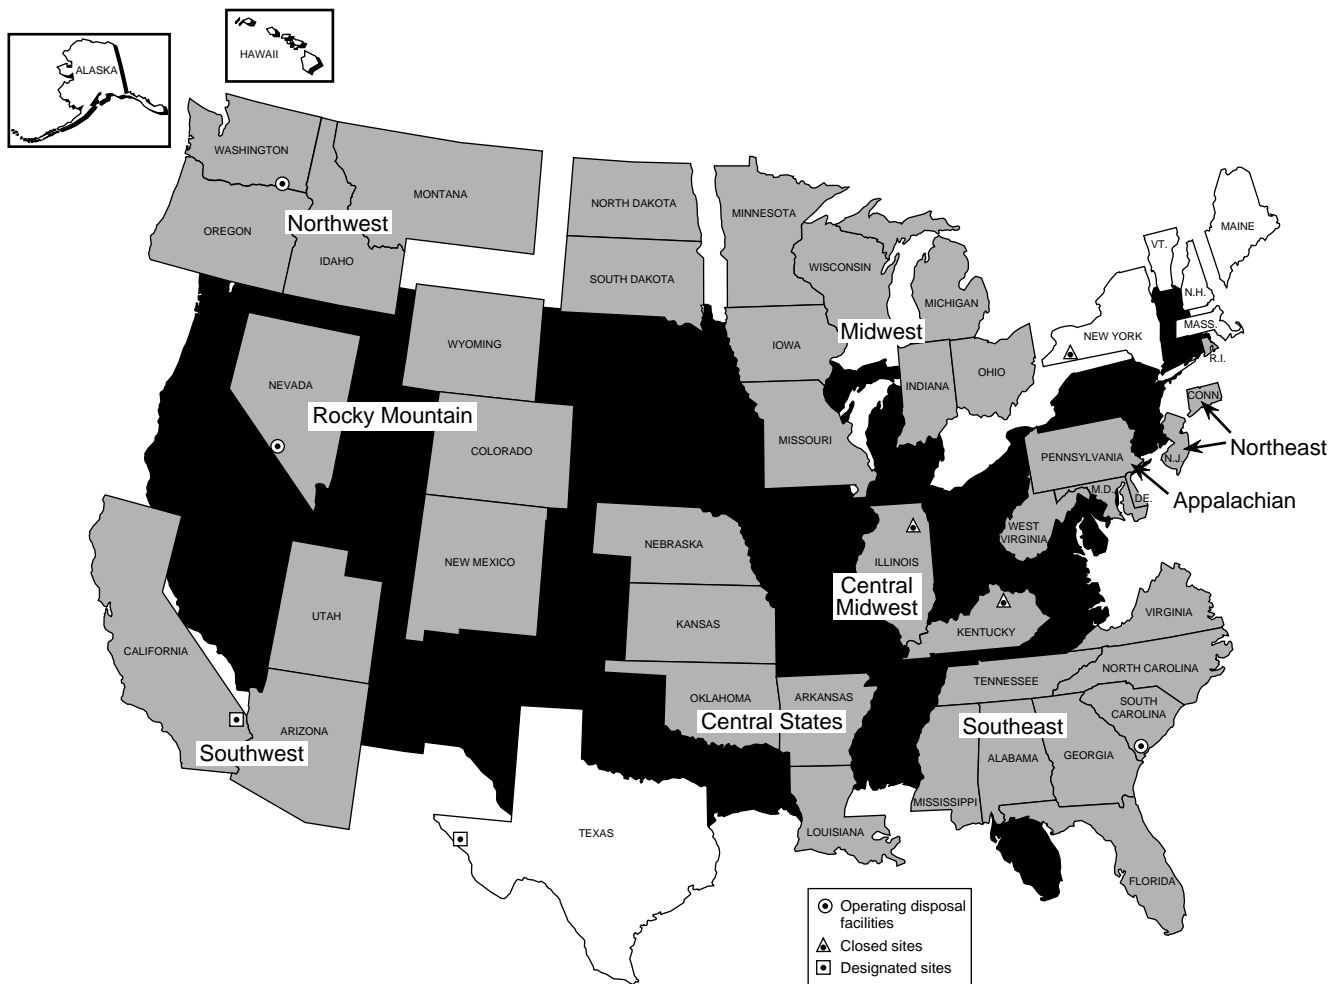 HAWAII
ALASKA
WASHINGTON
MONTANA
NORTH DAKOTA
MINNESOTA
MAINE
Northwest
OREGON
IDAHO
SOUTH DAKOTA
WISCONSIN
MICHIGAN
VT.
N.H.
MASS.
NEW YORK
R.I.
WYOMING
IOWA
Midwest
INDIANA
OHIO
NEVADA
CONN.
Rocky Mountain
COLORADO
MISSOURI
PENNSYLVANIA
N.J.
Northeast
M.D.
DE.
Appalachian
WEST
VIRGINIA
NEBRASKA
NEW MEXICO
ILLINOIS
Central
Midwest
UTAH
KANSAS
KENTUCKY
VIRGINIA
CALIFORNIA
NORTH CAROLINA
TENNESSEE
OKLAHOMA
ARKANSAS
SOUTH
CAROLINA
Central States
Southeast
ARIZONA
Southwest
ALABAMA
GEORGIA
MISSISSIPPI
TEXAS
LOUISIANA
FLORIDA
Operating disposal
facilities
Closed sites
Designated sites